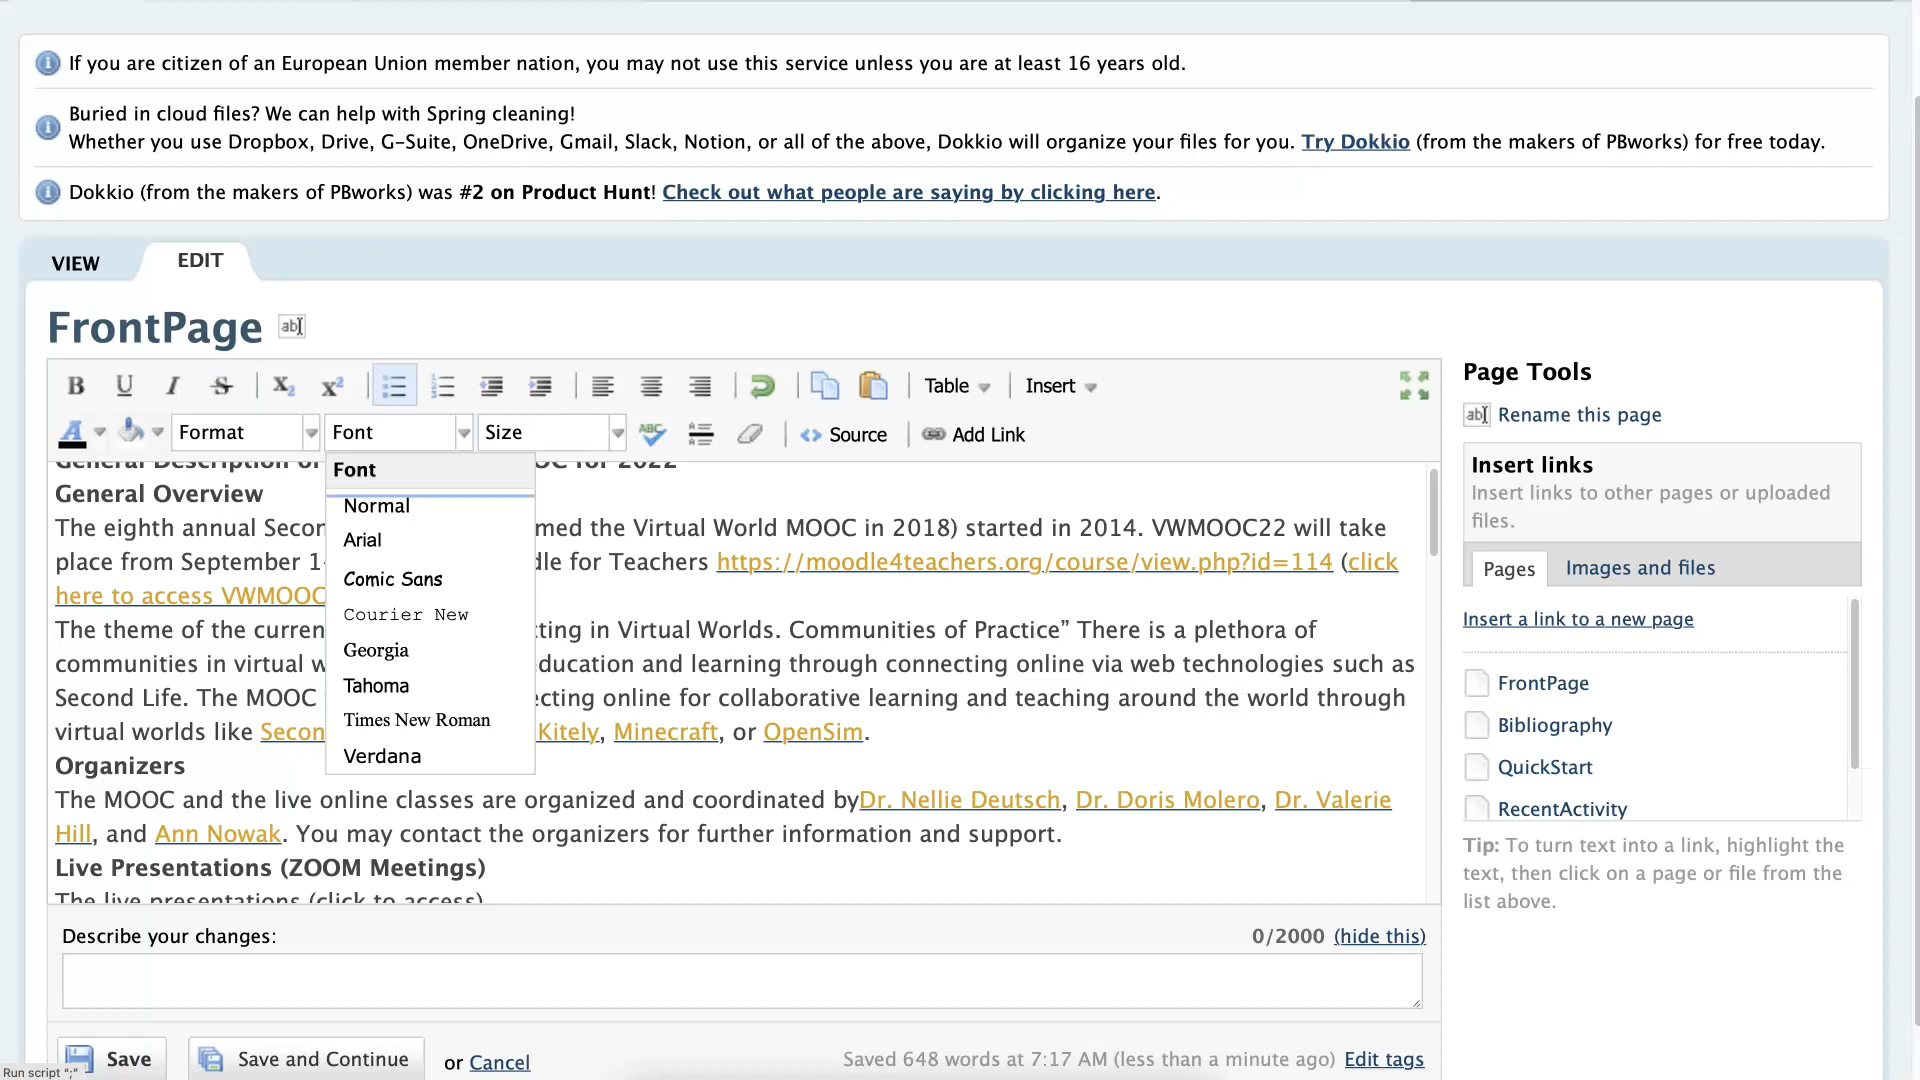 If you are citizen of an European Union member nation, you may not use this service unless you are at least 16 years old.
Buried in cloud files? We can help with Spring cleaning!
Whether you use Dropbox, Drive, G-Suite, OneDrive, Gmail, Slack, Notion, or all of the above, Dokkio will organize your files for you. Try Dokkio (from the makers of PBworks) for free today.
Dokkio (from the makers of PBworks) was #2 on Product Hunt! Check out what people are saying by clicking here.
VIEW
EDIT
FrontPage
Table
Insert
Format
Font
Size
Source
Add Link
General Description of
OC for 2022
Font
General Overview
Normal
The eighth annual Secon
med the Virtual World MOOC in 2018) started in 2014. VWMOOC22 will take
Arial
place from September 1-
dle for Teachers https://moodle4teachers.org/course/view.php?id=114 (click
Comic Sans
here to access VWMOOC
Courier New
The theme of the curren
cting in Virtual Worlds. Communities of Practice” There is a plethora of
Georgia
communities in virtual w
education and learning through connecting online via web technologies such as
Tahoma
Second Life. The MOOC
ecting online for collaborative learning and teaching around the world through
Times New Roman
virtual worlds like Secon
Kitely, Minecraft, or OpenSim.
Verdana
Organizers
The MOOC and the live online classes are organized and coordinated byDr. Nellie Deutsch, Dr. Doris Molero, Dr. Valerie
Hill, and Ann Nowak. You may contact the organizers for further information and support.
Live Presentations (ZOOM Meetings)
The live presentations (click to access)
Describe your changes:
0/2000 (hide this)
Save
Save and Continue
or Cancel
Saved 648 words at 7:17 AM (less than a minute ago) Edit tags
Run script “;”
Page Tools
Rename this page
Insert links
Insert links to other pages or uploaded
files.
Pages
Images and files
Insert a link to a new page
FrontPage
Bibliography
QuickStart
RecentActivity
Tip: To turn text into a link, highlight the
text, then click on a page or file from the
list above.